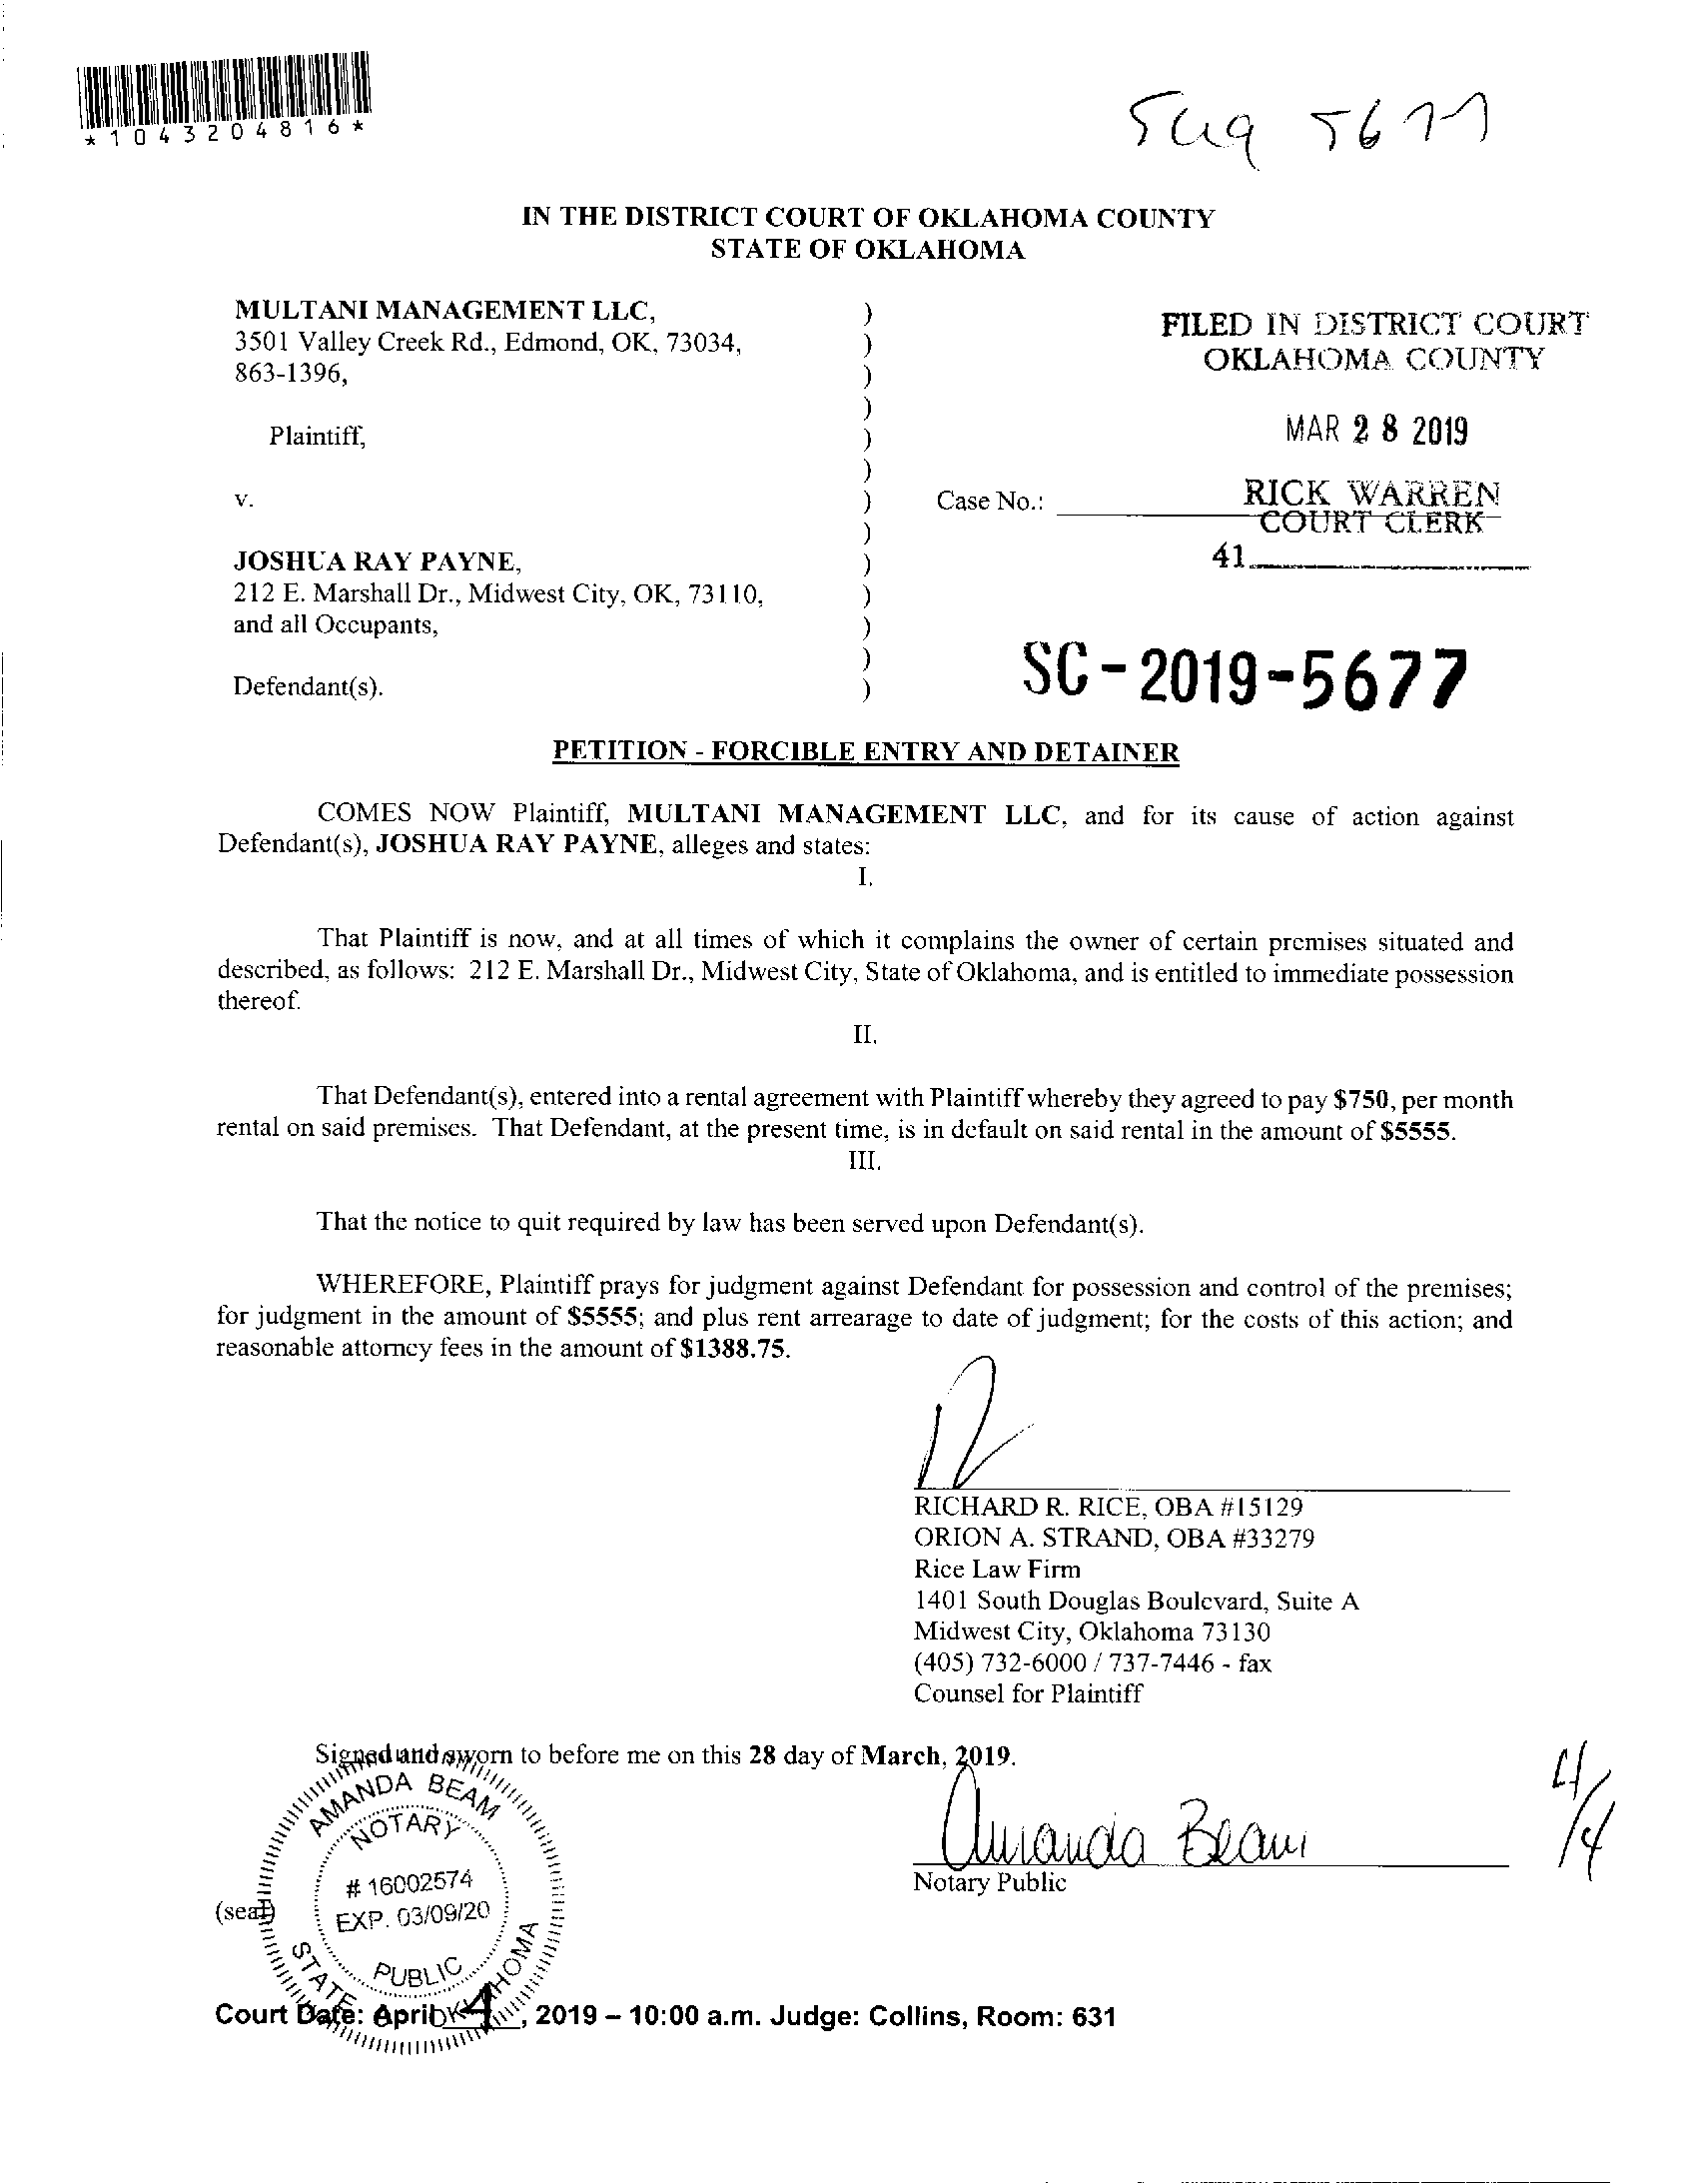 *1043204816*
5677
IN THE DISTRICT COURT OF OKLAHOMA COUNTY
STATE OF OKLAHOMA
MULTANI MANAGEMENT LLC, )
3501 Valley Creek Rd., Edmond, OK, 73034, )
863-1396, )
)
Plaintiff, )
)
v. )
)
JOSHUA RAY PAYNE, )
212 E. Marshall Dr., Midwest City, OK, 73110, )
and all Occupants, )
)
Defendant(s). )
FILED IN DISTRICT COURT
OKLAHOMA COUNTY
MAR 28 2019
Case No.:
RICK WARREN
COURT CLERK
41
SC-2019-5677
PETITION - FORCIBLE ENTRY AND DETAINER
COMES NOW Plaintiff, MULTANI MANAGEMENT LLC, and for its cause of action against
Defendant(s), JOSHUA RAY PAYNE, alleges and states:
I.
That Plaintiff is now, and at all times of which it complains the owner of certain premises situated and
described, as follows: 212 E. Marshall Dr., Midwest City, State of Oklahoma, and is entitled to immediate possession
thereof.
II.
That Defendant(s), entered into a rental agreement with Plaintiff whereby they agreed to pay $750, per month
rental on said premises. That Defendant, at the present time, is in default on said rental in the amount of $5555.
III.
That the notice to quit required by law has been served upon Defendant(s).
WHEREFORE, Plaintiff prays for judgment against Defendant for possession and control of the premises;
for judgment in the amount of $5555; and plus rent arrearage to date of judgment; for the costs of this action; and
reasonable attorney fees in the amount of $1388.75.
RICHARD R. RICE, OBA #15129
ORION A. STRAND, OBA #33279
Rice Law Firm
1401 South Douglas Boulevard, Suite A
Midwest City, Oklahoma 73130
(405) 732-6000 / 737-7446 - fax
Counsel for Plaintiff
Signed and sworn to before me on this 28 day of March, 2019.
Amanda Beam
Notary Public
4/4
(seal)
AMANDA BEAM
NOTARY
# 16002574
EXP. 03/09/20
PUBLIC
STATE OKLAHOMA
Court Date: April 4, 2019 – 10:00 a.m. Judge: Collins, Room: 631